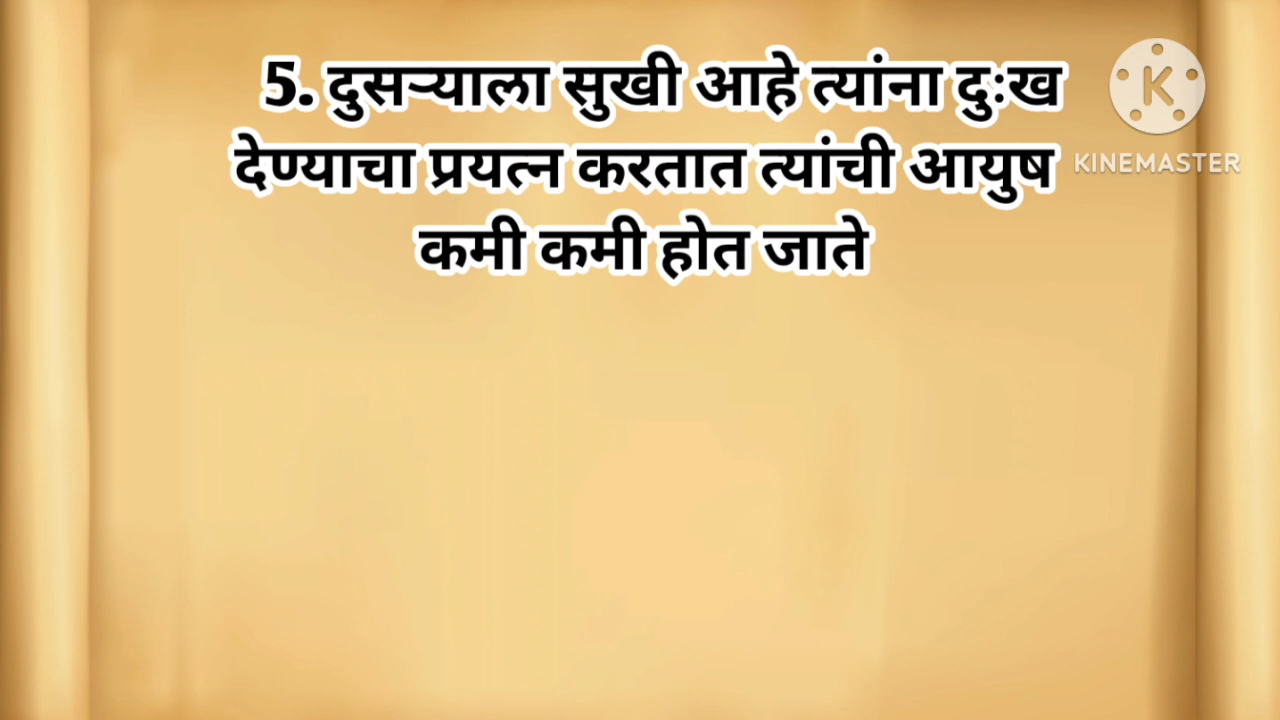 5. दुसऱ्याला सुखी आहे त्यांना दुःख
देण्याचा प्रयत्न करतात त्यांची आयुष
कमी कमी होत जाते
K
KINEMASTER